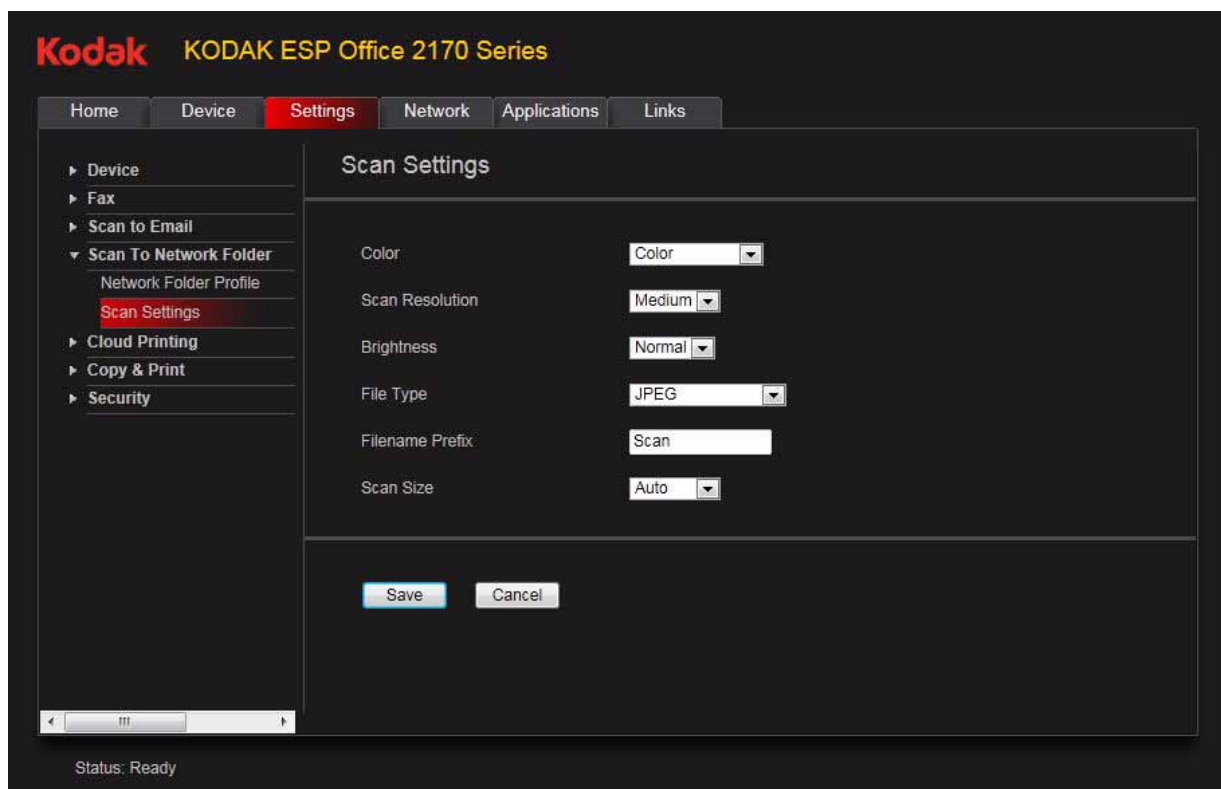 Kodak KODAK ESP Office 2170 Series
Home Device Settings Network Applications Links
Device
Fax
Scan to Email
Scan To Network Folder
Network Folder Profile
Scan Settings
Cloud Printing
Copy & Print
Security
Scan Settings
Color Color
Scan Resolution Medium
Brightness Normal
File Type JPEG
Filename Prefix Scan
Scan Size Auto
Save Cancel
Status: Ready